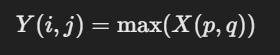 Y(i, j) = max(X(p, q))